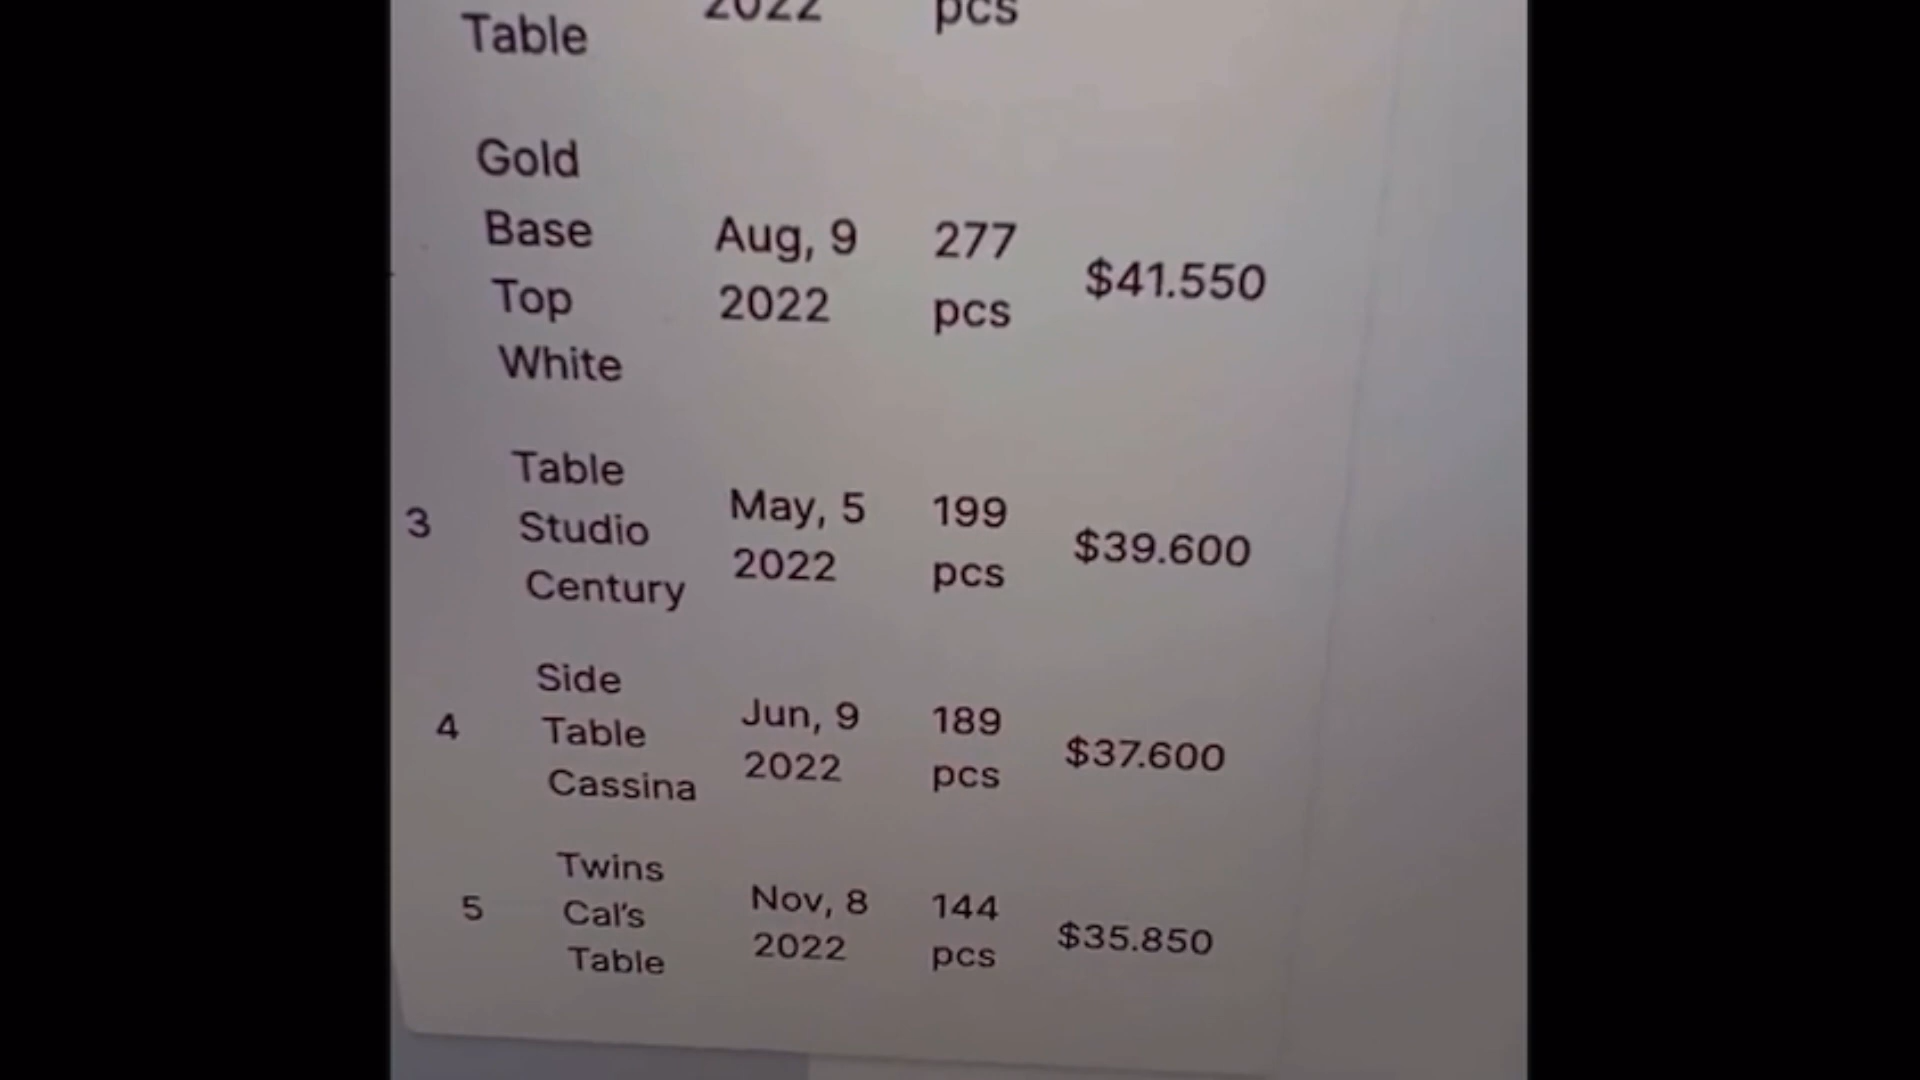 Table 2022 pcs
Gold
Base
Top
White
Aug, 9
2022
277
pcs
$41.550
3
Table
Studio
Century
May, 5
2022
199
pcs
$39.600
4
Side
Table
Cassina
Jun, 9
2022
189
pcs
$37.600
5
Twins
Cal's
Table
Nov, 8
2022
144
pcs
$35.850